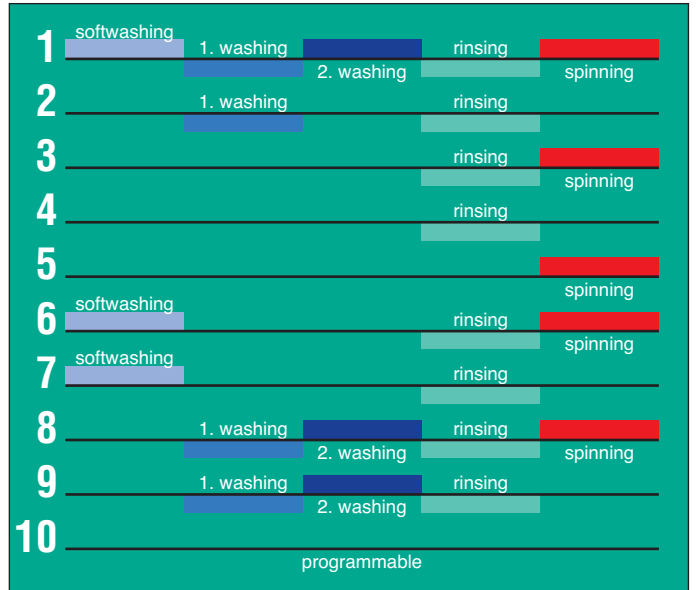 softwashing
1 1. washing rinsing
2. washing spinning
2 1. washing rinsing
3 rinsing
spinning
4 rinsing
5
spinning
softwashing
6 rinsing
spinning
softwashing
7 rinsing
8 1. washing rinsing
2. washing spinning
9 1. washing rinsing
2. washing
10
programmable